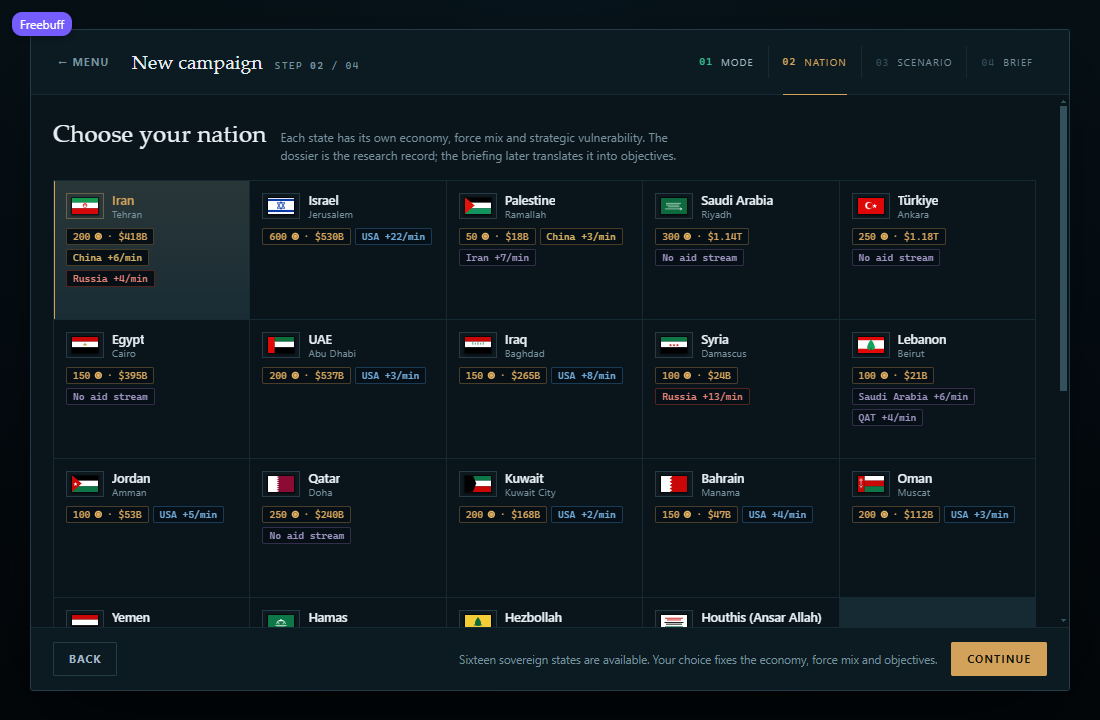 Freebuff
← MENU
New campaign
STEP 02 / 04
01 MODE
02 NATION
03 SCENARIO
04 BRIEF
Choose your nation
Each state has its own economy, force mix and strategic vulnerability. The
dossier is the research record; the briefing later translates it into objectives.
Iran
Tehran
200 · $418B
China +6/min
Russia +4/min
Israel
Jerusalem
600 · $530B
USA +22/min
Palestine
Ramallah
50 · $18B
China +3/min
Iran +7/min
Saudi Arabia
Riyadh
300 · $1.14T
No aid stream
Türkiye
Ankara
250 · $1.18T
No aid stream
Egypt
Cairo
150 · $395B
No aid stream
UAE
Abu Dhabi
200 · $537B
USA +3/min
Iraq
Baghdad
150 · $265B
USA +8/min
Syria
Damascus
100 · $24B
Russia +13/min
Lebanon
Beirut
100 · $21B
Saudi Arabia +6/min
QAT +4/min
Jordan
Amman
100 · $53B
USA +5/min
Qatar
Doha
250 · $240B
No aid stream
Kuwait
Kuwait City
200 · $168B
USA +2/min
Bahrain
Manama
150 · $47B
USA +4/min
Oman
Muscat
200 · $112B
USA +3/min
Yemen
Hamas
Hezbollah
Houthis (Ansar Allah)
BACK
Sixteen sovereign states are available. Your choice fixes the economy, force mix and objectives.
CONTINUE